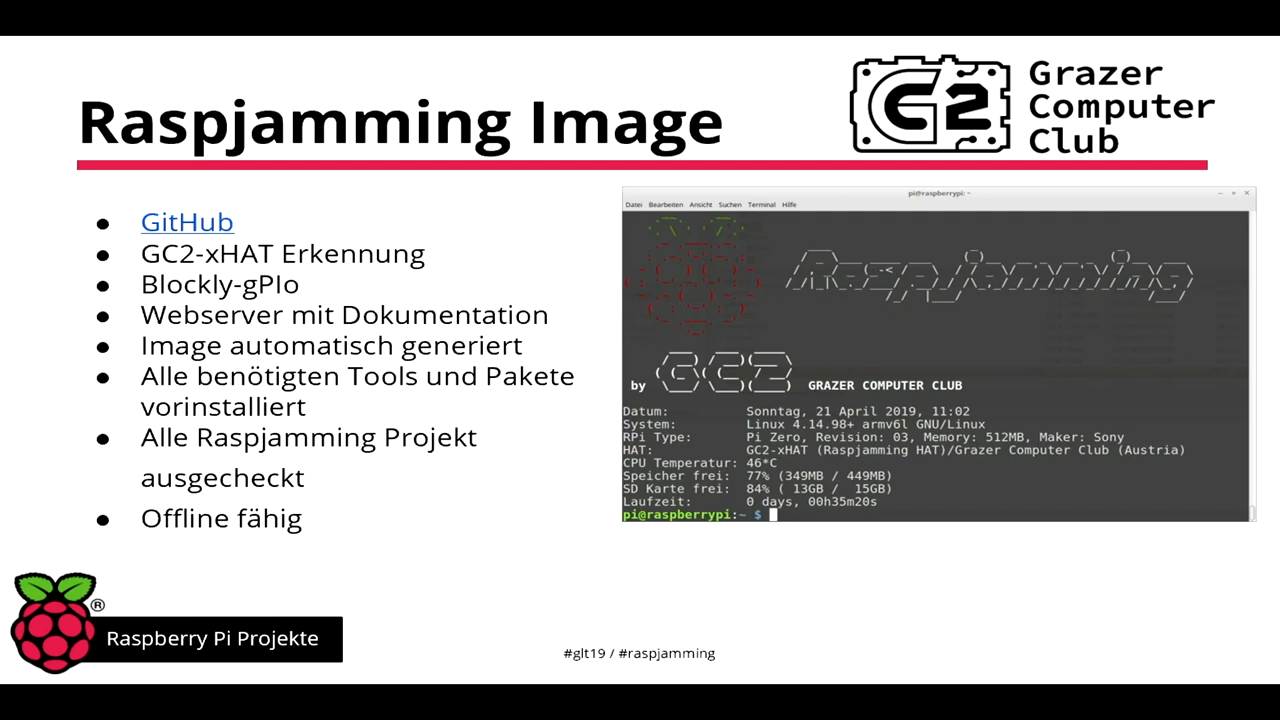 Raspjamming Image
G2
Grazer
Computer
Club
● GitHub
● GC2-xHAT Erkennung
● Blockly-gPIo
● Webserver mit Dokumentation
● Image automatisch generiert
● Alle benötigten Tools und Pakete
vorinstalliert
● Alle Raspjamming Projekt
ausgecheckt
● Offline fähig
pi@raspberrypi: ~
Datei Bearbeiten Ansicht Suchen Terminal Hilfe
Raspjamming
by GC2 GRAZER COMPUTER CLUB
Datum: Sonntag, 21 April 2019, 11:02
System: Linux 4.14.98+ armv6l GNU/Linux
RPi Type: Pi Zero, Revision: 03, Memory: 512MB, Maker: Sony
HAT: GC2-xHAT (Raspjamming HAT)/Grazer Computer Club (Austria)
CPU Temperatur: 46*C
Speicher frei: 77% (349MB / 449MB)
SD Karte frei: 84% ( 13GB / 15GB)
Laufzeit: 0 days, 00h35m20s
pi@raspberrypi:~ $
®
Raspberry Pi Projekte
#glt19 / #raspjamming